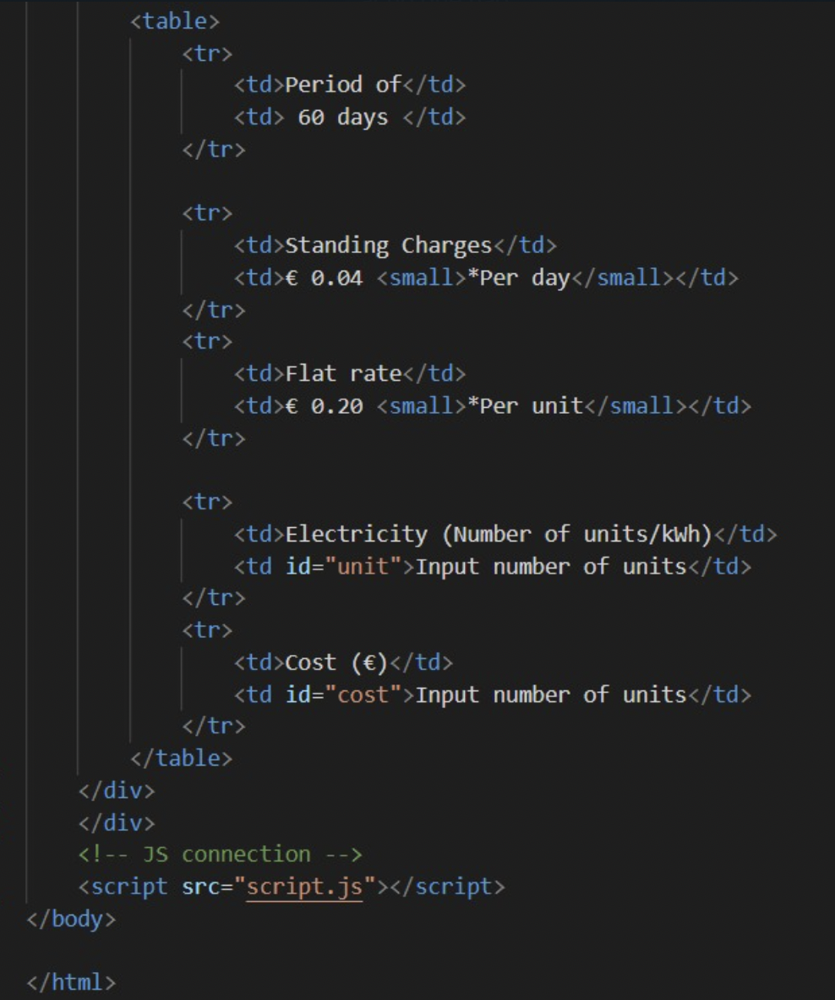 <table>
<tr>
<td>Period of</td>
<td> 60 days </td>
</tr>
<tr>
<td>Standing Charges</td>
<td>€ 0.04 <small>*Per day</small></td>
</tr>
<tr>
<td>Flat rate</td>
<td>€ 0.20 <small>*Per unit</small></td>
</tr>
<tr>
<td>Electricity (Number of units/kWh)</td>
<td id="unit">Input number of units</td>
</tr>
<tr>
<td>Cost (€)</td>
<td id="cost">Input number of units</td>
</tr>
</table>
</div>
</div>
<!-- JS connection -->
<script src="script.js"></script>
</body>
</html>